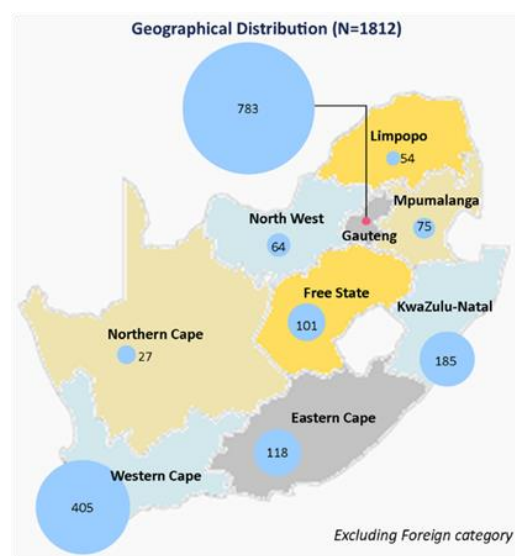 Geographical Distribution (N=1812)
783
Limpopo
54
Mpumalanga
75
North West
64
Gauteng
Free State
101
KwaZulu-Natal
185
Northern Cape
27
Eastern Cape
118
Western Cape
405
Excluding Foreign category